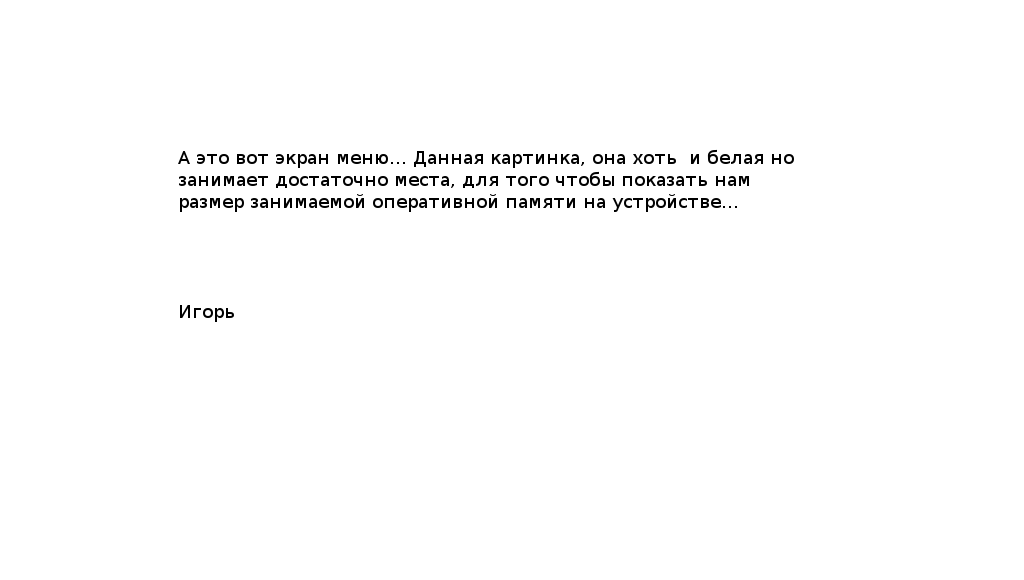 А это вот экран меню... Данная картинка, она хоть  и белая но
занимает достаточно места, для того чтобы показать нам
размер занимаемой оперативной памяти на устройстве...
Игорь